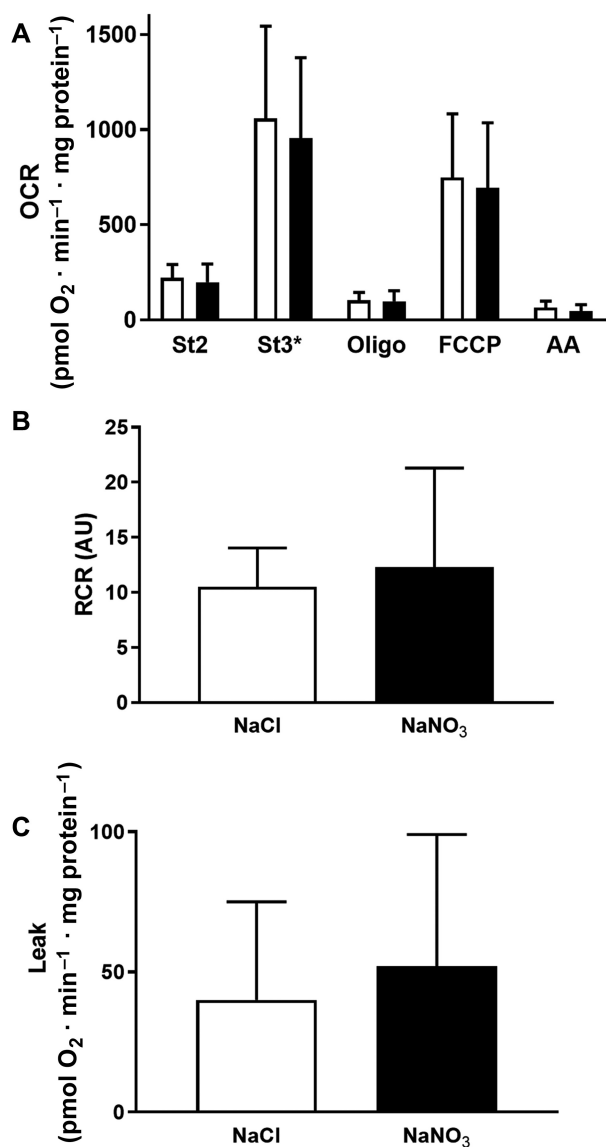 A
OCR
(pmol O₂ · min⁻¹ · mg protein⁻¹)
1500
1000
500
0
St2 St3* Oligo FCCP AA
B
RCR (AU)
25
20
15
10
5
0
NaCl NaNO₃
C
Leak
(pmol O₂ · min⁻¹ · mg protein⁻¹)
100
50
0
NaCl NaNO₃